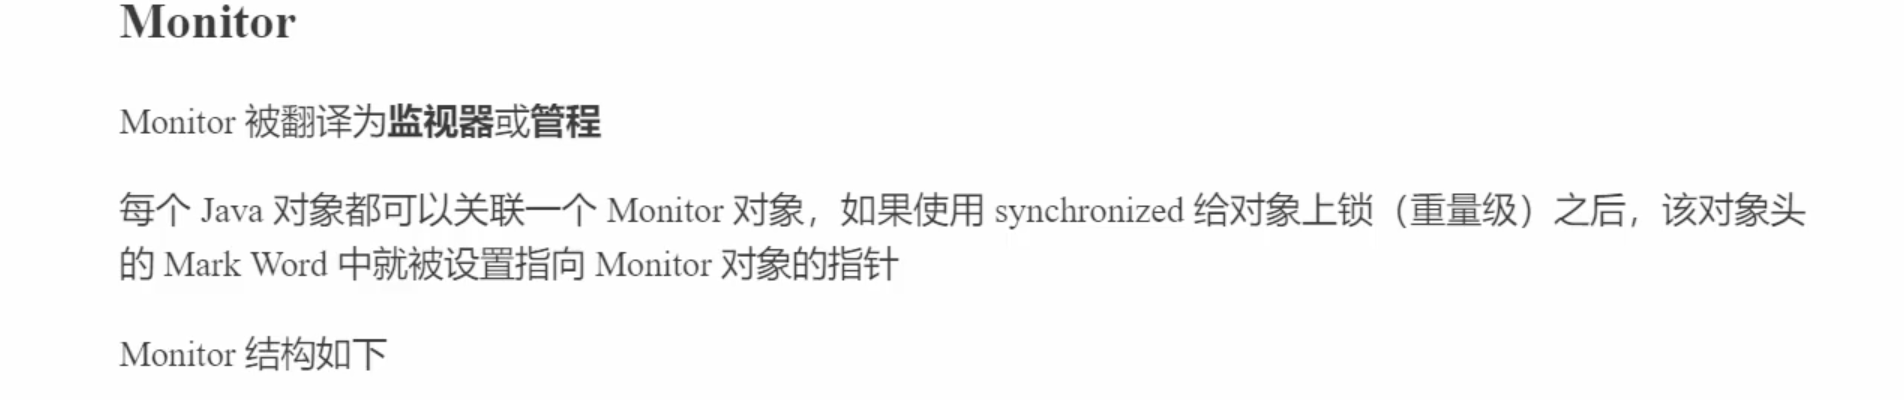 Monitor
Monitor 被翻译为监视器或管程
每个 Java 对象都可以关联一个 Monitor 对象，如果使用 synchronized 给对象上锁（重量级）之后，该对象头
的 Mark Word 中就被设置指向 Monitor 对象的指针
Monitor 结构如下